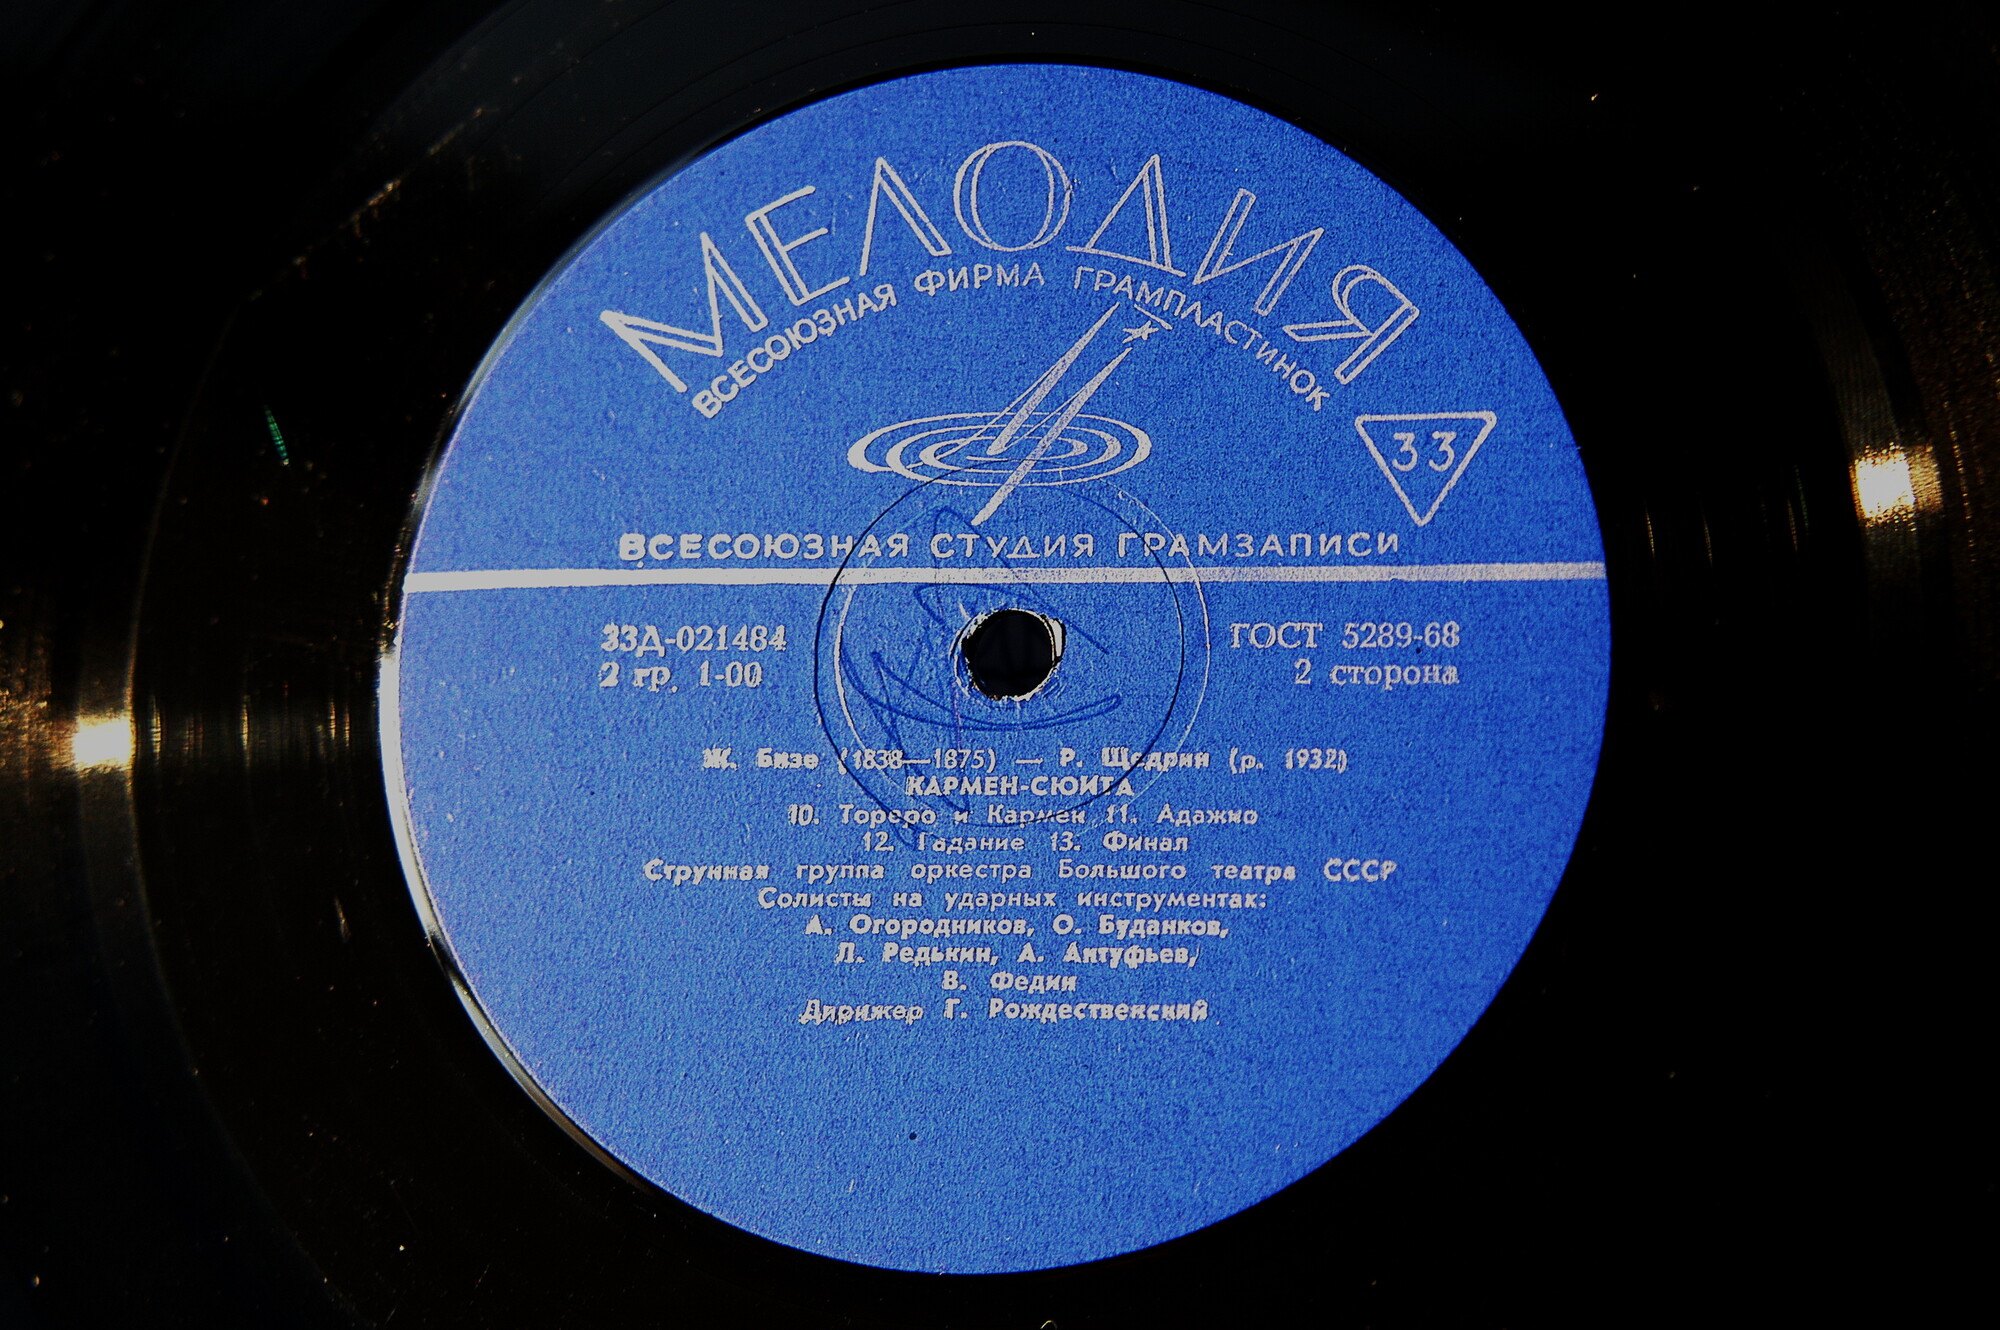 МЕЛОДИЯ
ВСЕСОЮЗНАЯ ФИРМА ГРАМПЛАСТИНОК
33
ВСЕСОЮЗНАЯ СТУДИЯ ГРАМЗАПИСИ
33Д-021484
ГОСТ 5289-68
2 гр. 1-00
2 сторона
Ж. Бизе (1838—1875) — Р. Щедрин (р. 1932)
КАРМЕН-СЮИТА
10. Тореро и Кармен 11. Адажио
12. Гадание 13. Финал
Струнная группа оркестра Большого театра СССР
Солисты на ударных инструментах:
А. Огородников, О. Буданков,
Л. Редькин, А. Антуфьев,
В. Федин
Дирижер Г. Рождественский